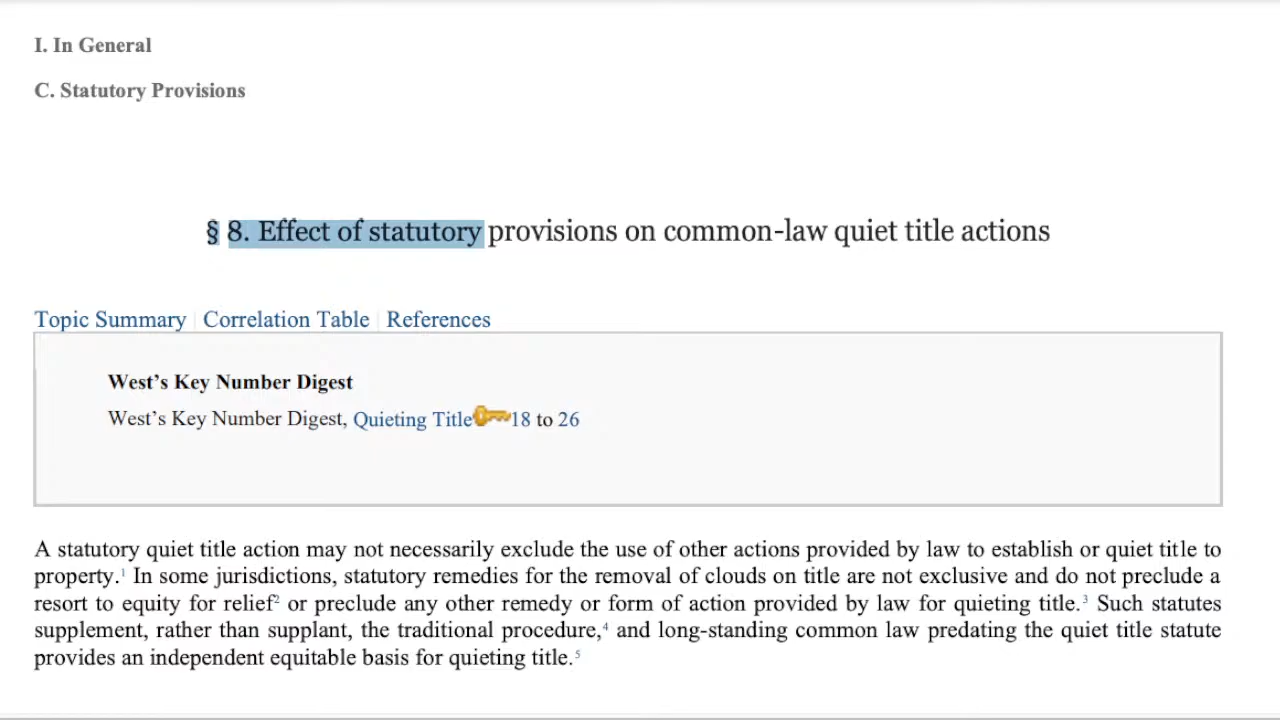 I. In General
C. Statutory Provisions
§ 8. Effect of statutory provisions on common-law quiet title actions
Topic Summary | Correlation Table | References
West’s Key Number Digest
West’s Key Number Digest, Quieting Title 18 to 26
A statutory quiet title action may not necessarily exclude the use of other actions provided by law to establish or quiet title to
property.1 In some jurisdictions, statutory remedies for the removal of clouds on title are not exclusive and do not preclude a
resort to equity for relief2 or preclude any other remedy or form of action provided by law for quieting title.3 Such statutes
supplement, rather than supplant, the traditional procedure,4 and long-standing common law predating the quiet title statute
provides an independent equitable basis for quieting title.5